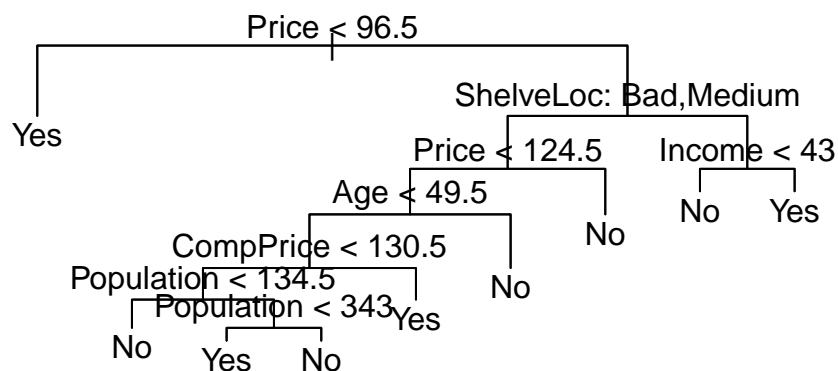 Price < 96.5
ShelveLoc: Bad,Medium
Yes
Price < 124.5
Income < 43
Age < 49.5
No
Yes
No
CompPrice < 130.5
No
Population < 134.5
Population < 343
Yes
No
Yes
No